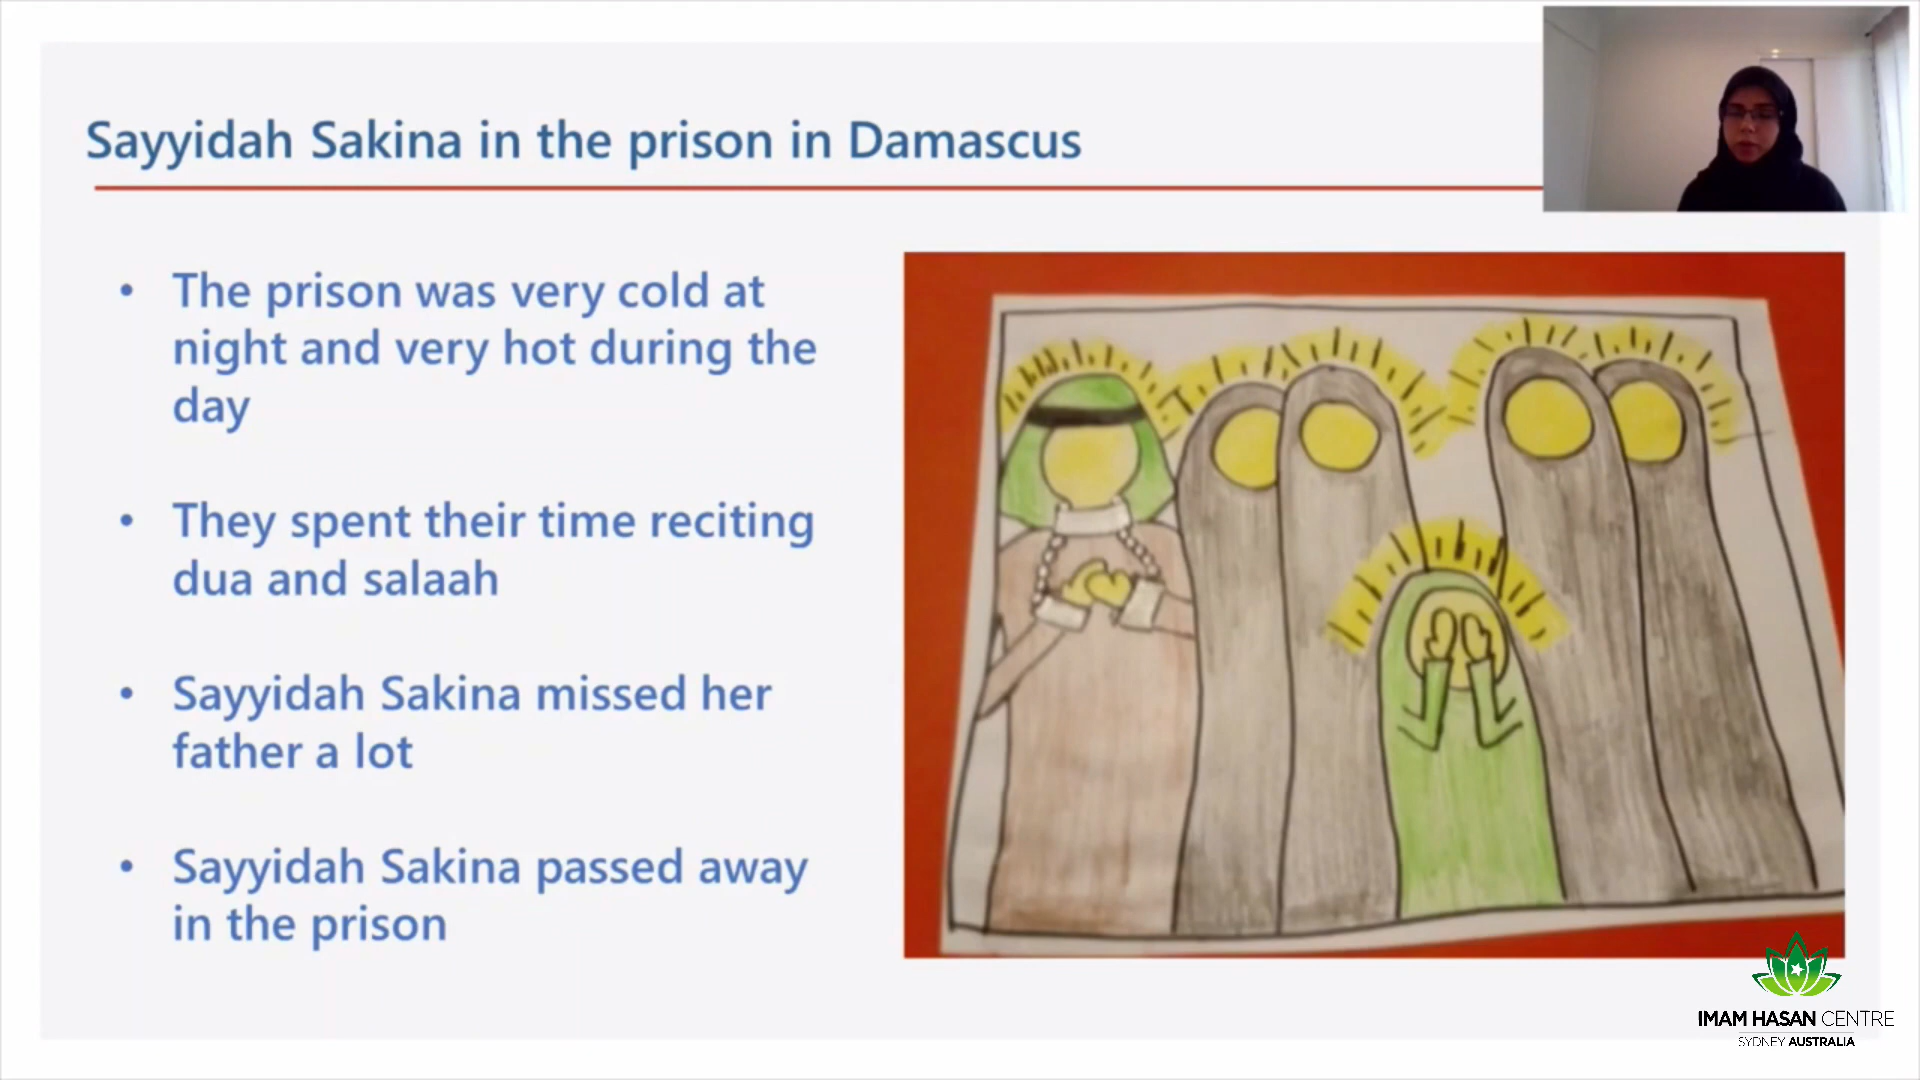 Sayyidah Sakina in the prison in Damascus
• The prison was very cold at
night and very hot during the
day
• They spent their time reciting
dua and salaah
• Sayyidah Sakina missed her
father a lot
• Sayyidah Sakina passed away
in the prison
IMAM HASAN CENTRE
SYDNEY AUSTRALIA